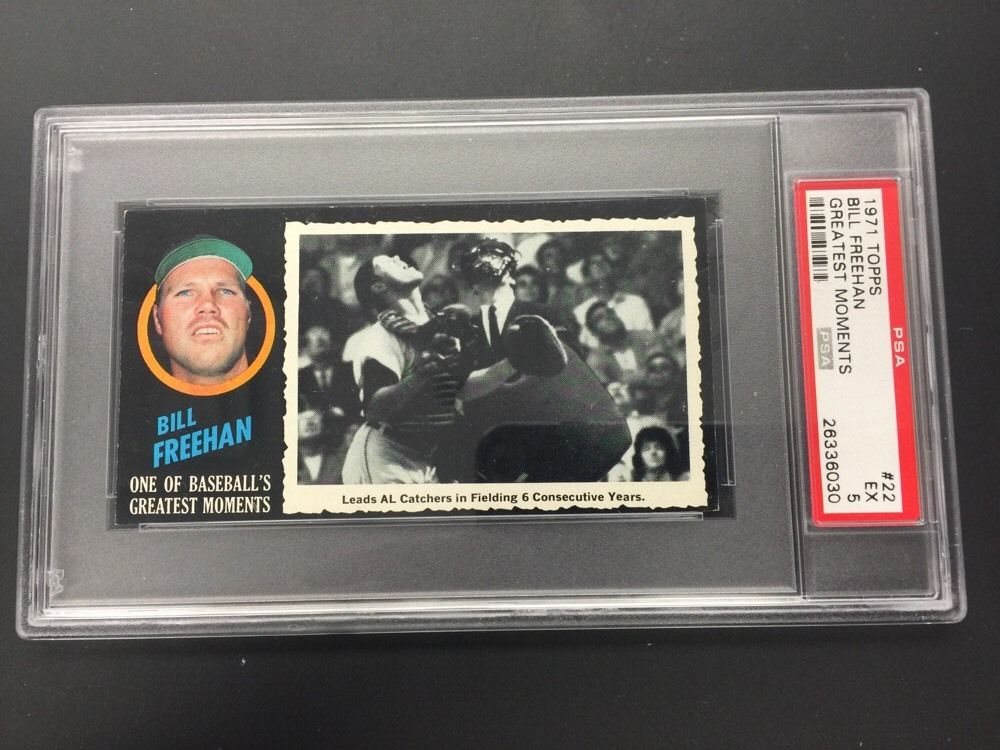 BILL
FREEHAN
ONE OF BASEBALL'S
GREATEST MOMENTS
Leads AL Catchers in Fielding 6 Consecutive Years.
PSA
1971 TOPPS
BILL FREEHAN
GREATEST MOMENTS
PSA
#22
EX
5
26336030